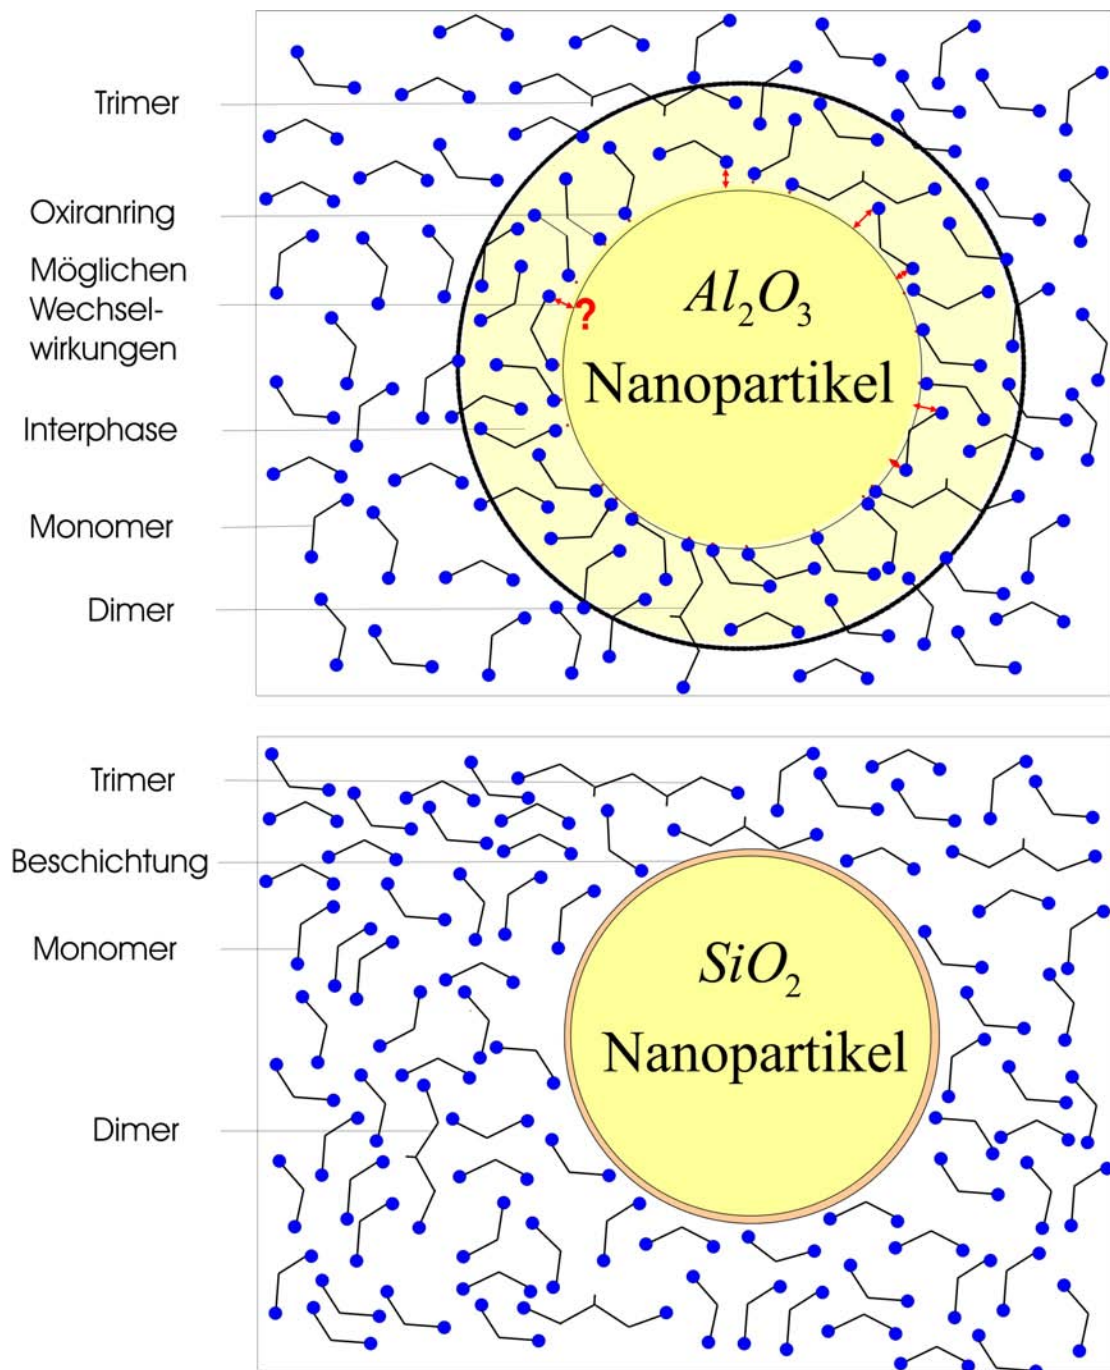 Trimer
Oxiranring
Möglichen
Wechsel-
wirkungen
?
Al₂O₃
Nanopartikel
Interphase
Monomer
Dimer
Trimer
Beschichtung
Monomer
SiO₂
Nanopartikel
Dimer